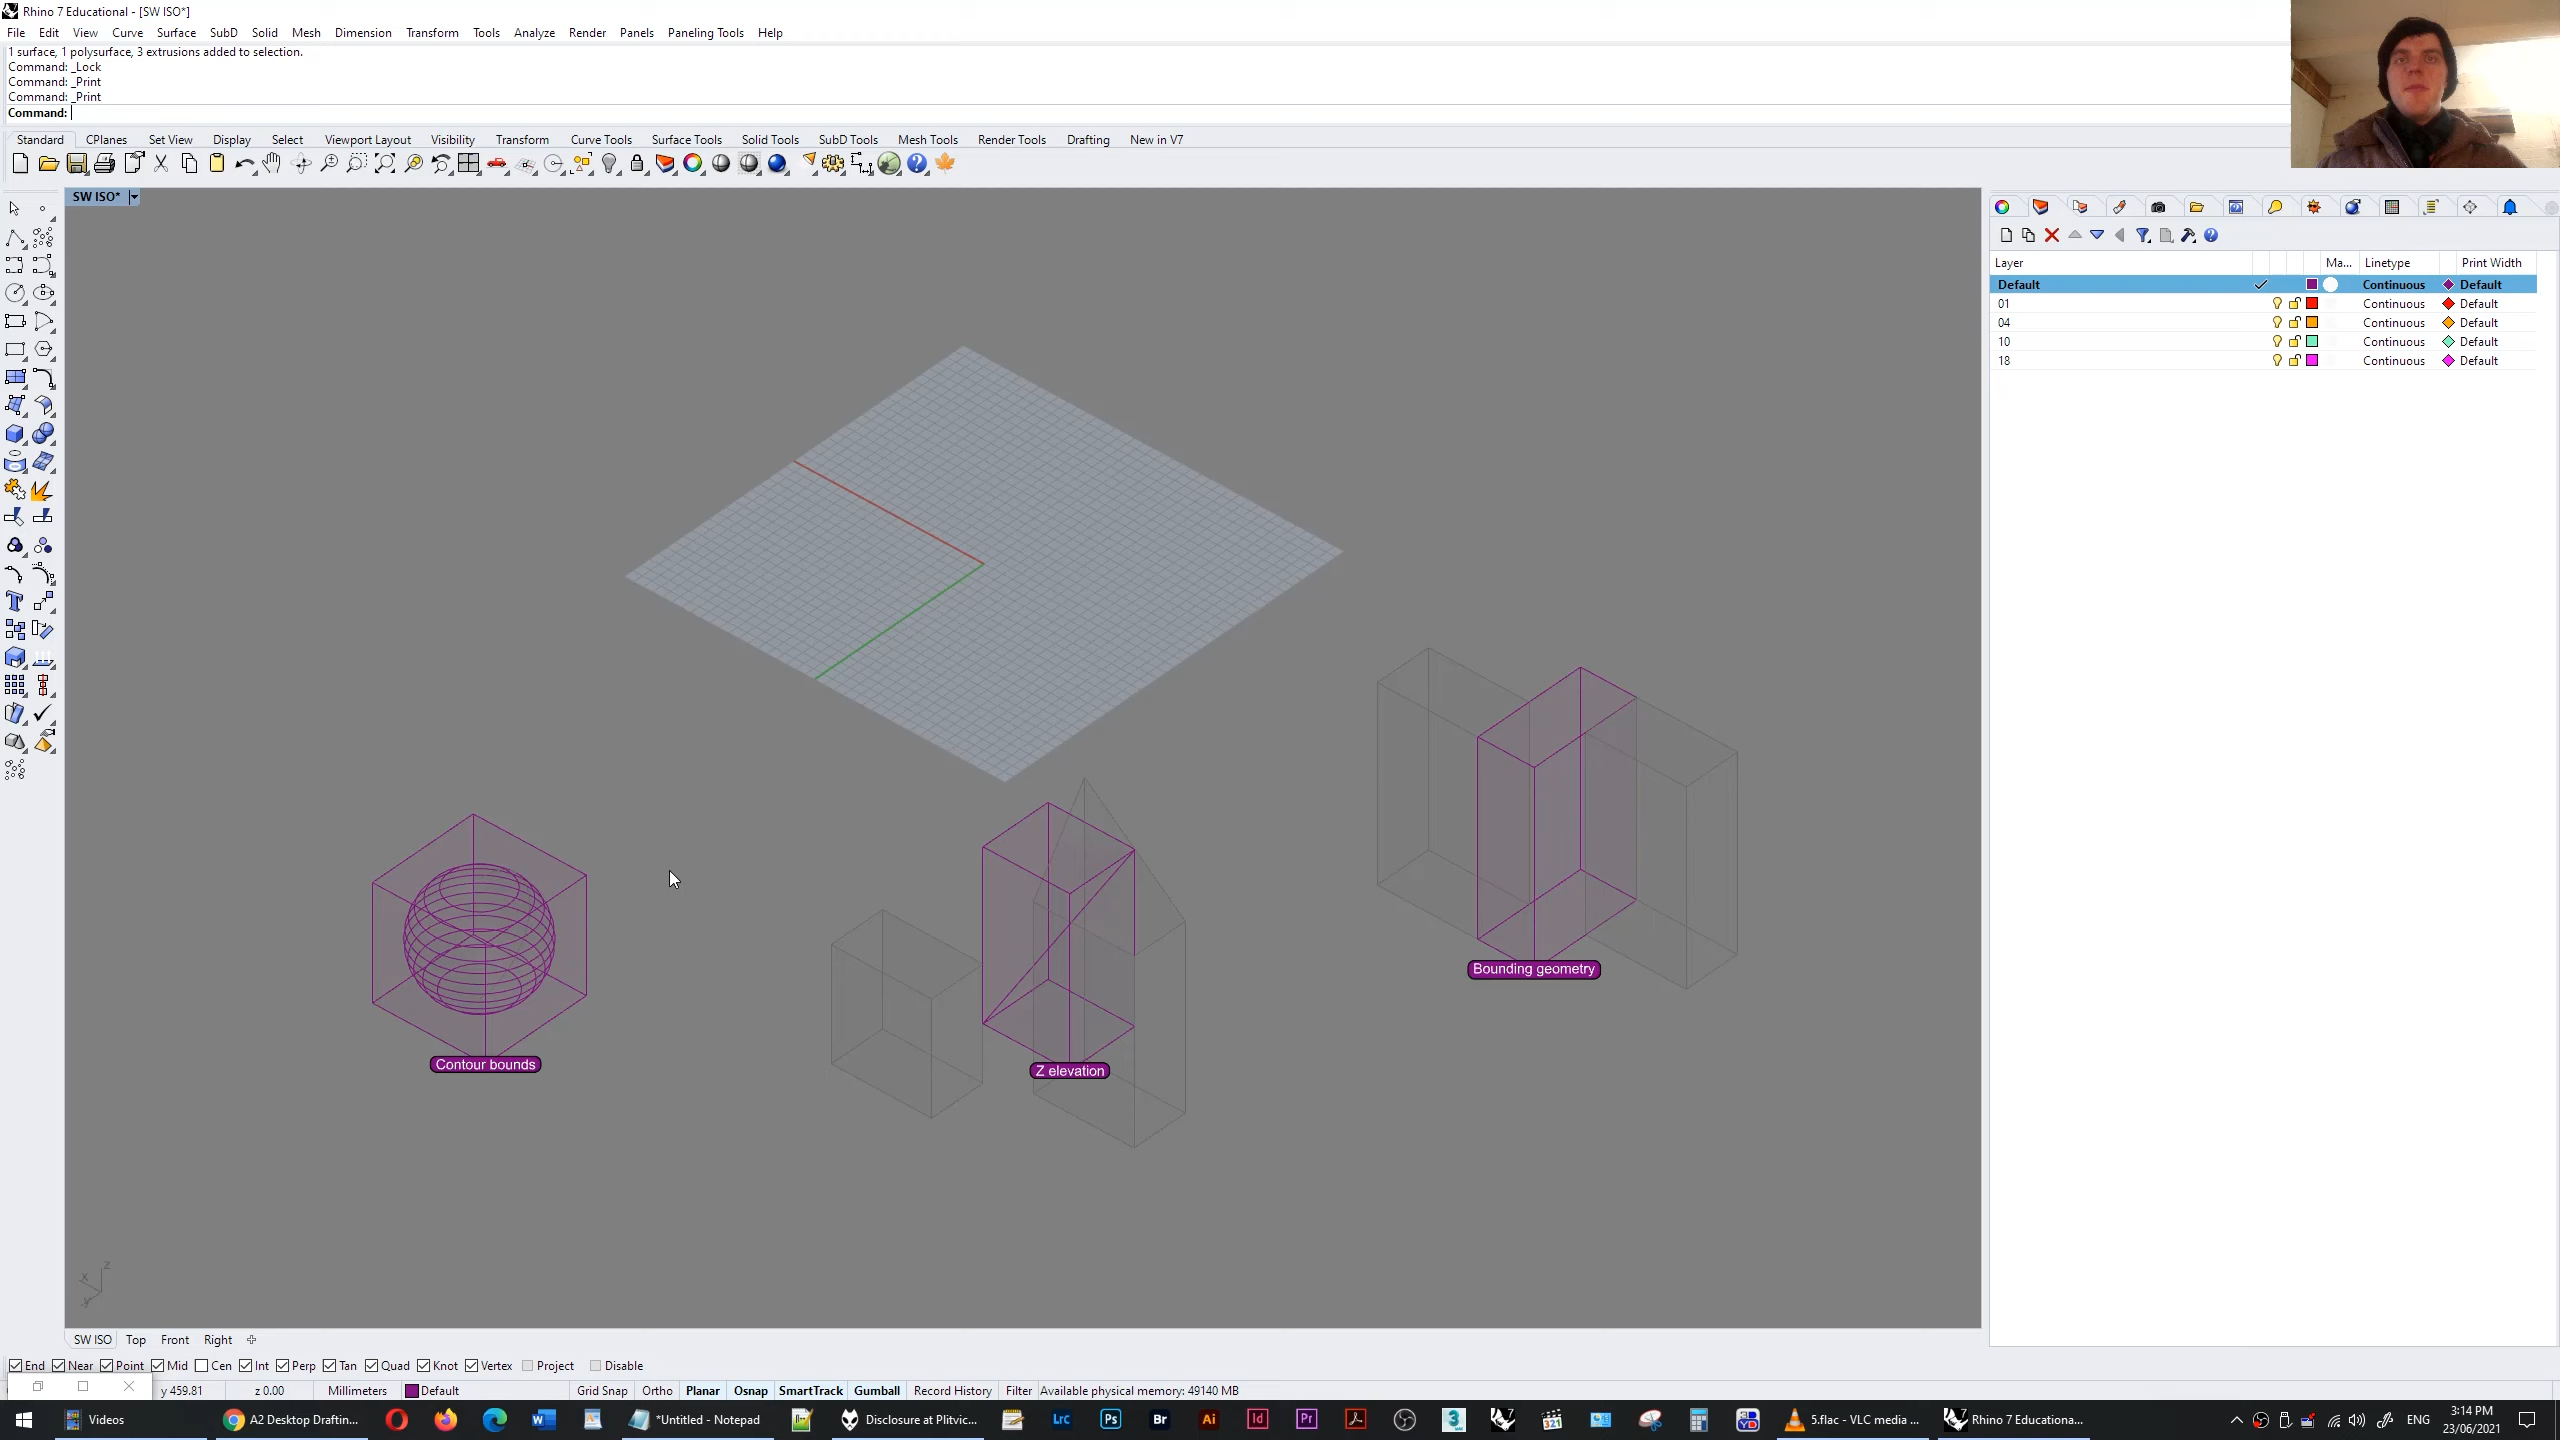 Rhino 7 Educational - [SW ISO*]
File Edit View Curve Surface SubD Solid Mesh Dimension Transform Tools Analyze Render Panels Paneling Tools Help
1 surface, 1 polysurface, 3 extrusions added to selection.
Command: _Lock
Command: _Print
Command: _Print
Command:
Standard CPlanes Set View Display Select Viewport Layout Visibility Transform Curve Tools Surface Tools Solid Tools SubD Tools Mesh Tools Render Tools Drafting New in V7
SW ISO*
Layer Ma... Linetype Print Width
Default Continuous Default
01 Continuous Default
04 Continuous Default
10 Continuous Default
18 Continuous Default
Bounding geometry
Contour bounds
Z elevation
z
x
y
SW ISO Top Front Right
End Near Point Mid Cen Int Perp Tan Quad Knot Vertex Project Disable
y 459.81 z 0.00 Millimeters Default Grid Snap Ortho Planar Osnap SmartTrack Gumball Record History Filter Available physical memory: 49140 MB
Videos A2 Desktop Draftin... *Untitled - Notepad Disclosure at Plitvic... Lrc Ps Br Ai Id Pr 3 5.flac - VLC media ... Rhino 7 Educationa... ENG
3:14 PM
23/06/2021